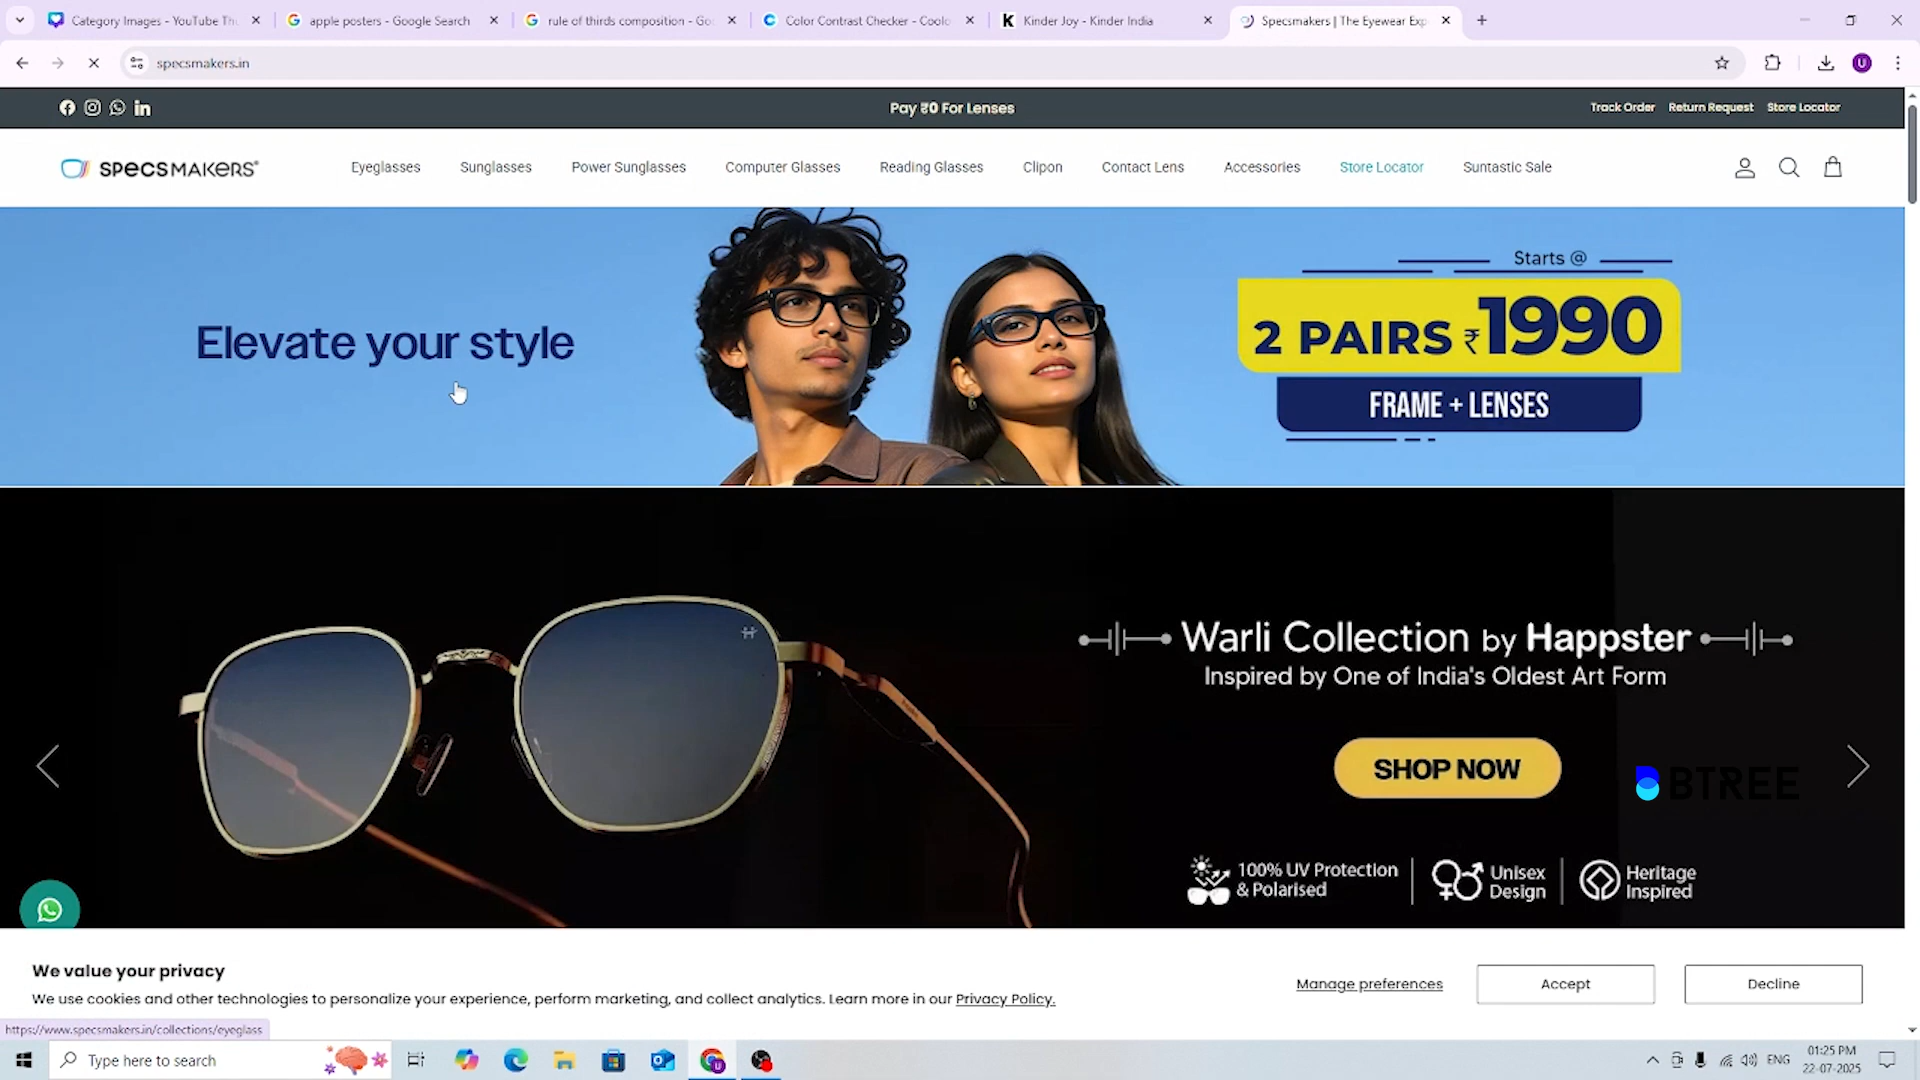 Category Images - YouTube Thu
apple posters - Google Search
rule of thirds composition - Goo
Color Contrast Checker - Coolo
Kinder Joy - Kinder India
Specsmakers | The Eyewear Exp
specsmakers.in
Pay ₹0 For Lenses
Track Order Return Request Store Locator
SPECSMAKERS
Eyeglasses Sunglasses Power Sunglasses Computer Glasses Reading Glasses Clipon Contact Lens Accessories Store Locator Suntastic Sale
Elevate your style
Starts @
2 PAIRS ₹1990
FRAME + LENSES
Warli Collection by Happster
Inspired by One of India's Oldest Art Form
SHOP NOW
BTREE
100% UV Protection
& Polarised
Unisex
Design
Heritage
Inspired
We value your privacy
We use cookies and other technologies to personalize your experience, perform marketing, and collect analytics. Learn more in our Privacy Policy.
Manage preferences
Accept
Decline
https://www.specsmakers.in/collections/eyeglass
Type here to search
ENG
01:25 PM
22-07-2025